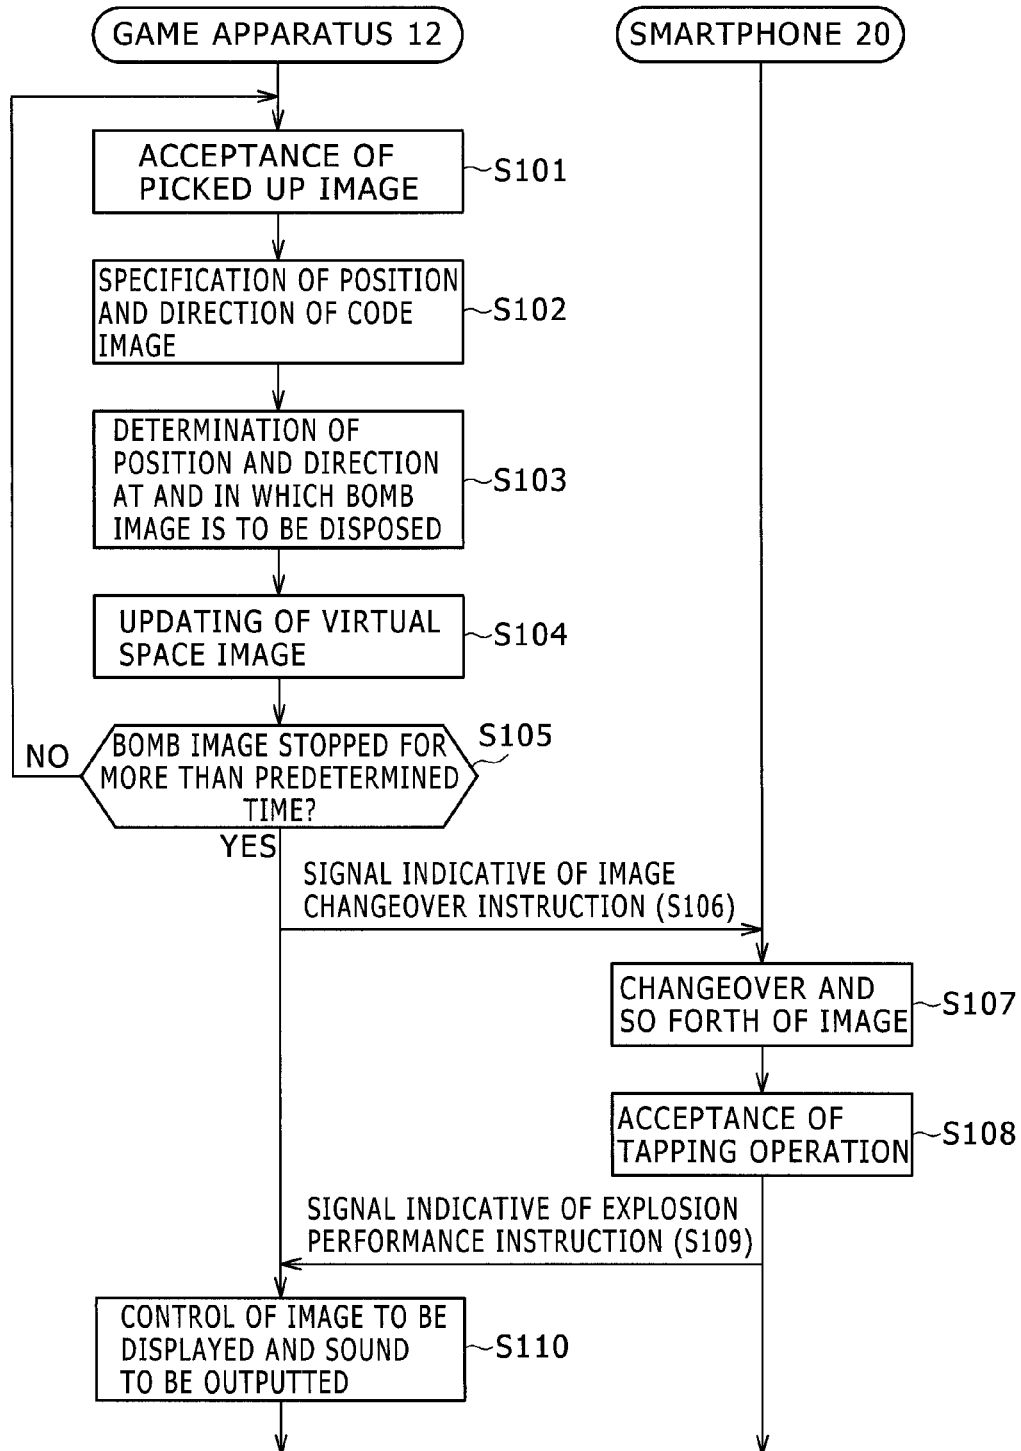 GAME APPARATUS 12
SMARTPHONE 20
ACCEPTANCE OF
PICKED UP IMAGE
S101
SPECIFICATION OF POSITION
AND DIRECTION OF CODE
IMAGE
S102
DETERMINATION OF
POSITION AND DIRECTION
AT AND IN WHICH BOMB
IMAGE IS TO BE DISPOSED
S103
UPDATING OF VIRTUAL
SPACE IMAGE
S104
BOMB IMAGE STOPPED FOR
MORE THAN PREDETERMINED
TIME?
S105
NO
YES
SIGNAL INDICATIVE OF IMAGE
CHANGEOVER INSTRUCTION (S106)
CHANGEOVER AND
SO FORTH OF IMAGE
S107
ACCEPTANCE OF
TAPPING OPERATION
S108
SIGNAL INDICATIVE OF EXPLOSION
PERFORMANCE INSTRUCTION (S109)
CONTROL OF IMAGE TO BE
DISPLAYED AND SOUND
TO BE OUTPUTTED
S110